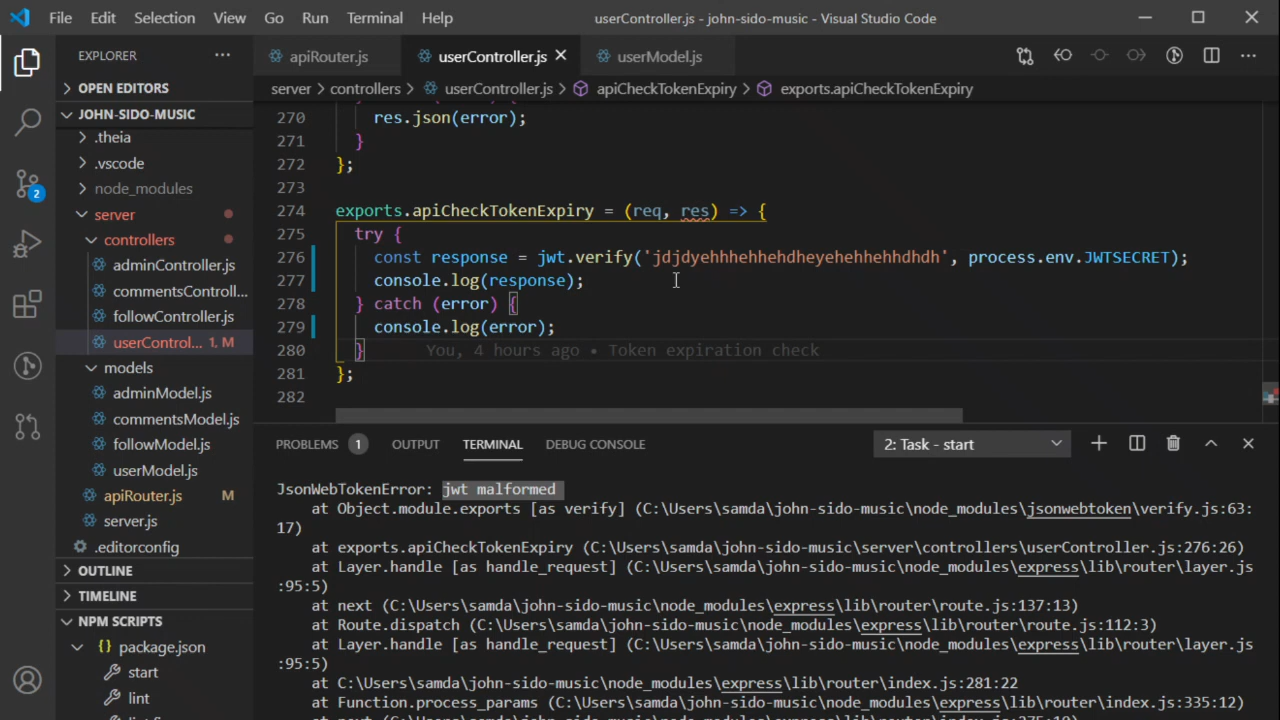 File Edit Selection View Go Run Terminal Help userController.js - john-sido-music - Visual Studio Code
EXPLORER ···
OPEN EDITORS
JOHN-SIDO-MUSIC
.theia
.vscode
node_modules
server
controllers
adminController.js
commentsControll...
followController.js
userControl... 1, M
models
adminModel.js
commentsModel.js
followModel.js
userModel.js
apiRouter.js M
server.js
.editorconfig
OUTLINE
TIMELINE
NPM SCRIPTS
package.json
start
lint
2
apiRouter.js userController.js userModel.js
server > controllers > userController.js > apiCheckTokenExpiry > exports.apiCheckTokenExpiry
270 res.json(error);
271 }
272 };
273
274 exports.apiCheckTokenExpiry = (req, res) => {
275 try {
276 const response = jwt.verify('jdjdyehhhehhehdheyehehhehhdhdh', process.env.JWTSECRET);
277 console.log(response);
278 } catch (error) {
279 console.log(error);
280 } You, 4 hours ago • Token expiration check
281 };
282
PROBLEMS 1 OUTPUT TERMINAL DEBUG CONSOLE 2: Task - start
JsonWebTokenError: jwt malformed
at Object.module.exports [as verify] (C:\Users\samda\john-sido-music\node_modules\jsonwebtoken\verify.js:63:
17)
at exports.apiCheckTokenExpiry (C:\Users\samda\john-sido-music\server\controllers\userController.js:276:26)
at Layer.handle [as handle_request] (C:\Users\samda\john-sido-music\node_modules\express\lib\router\layer.js
:95:5)
at next (C:\Users\samda\john-sido-music\node_modules\express\lib\router\route.js:137:13)
at Route.dispatch (C:\Users\samda\john-sido-music\node_modules\express\lib\router\route.js:112:3)
at Layer.handle [as handle_request] (C:\Users\samda\john-sido-music\node_modules\express\lib\router\layer.js
:95:5)
at C:\Users\samda\john-sido-music\node_modules\express\lib\router\index.js:281:22
at Function.process_params (C:\Users\samda\john-sido-music\node_modules\express\lib\router\index.js:335:12)